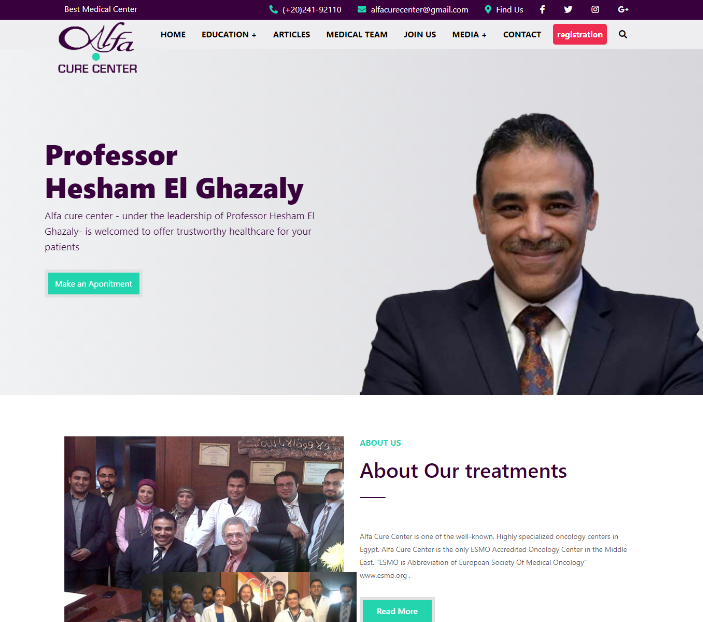 Best Medical Center
(+20)241-92110
alfacurecenter@gmail.com
Find Us
Alfa
CURE CENTER
HOME
EDUCATION +
ARTICLES
MEDICAL TEAM
JOIN US
MEDIA +
CONTACT
registration
Professor
Hesham El Ghazaly
Alfa cure center - under the leadership of Professor Hesham El
Ghazaly- is welcomed to offer trustworthy healthcare for your
patients
Make an Aponitment
ABOUT US
About Our treatments
Alfa Cure Center is one of the well-known, Highly specialized oncology centers in
Egypt. Alfa Cure Center is the only ESMO Accredited Oncology Center in the Middle
East. "ESMO is Abbreviation of European Society Of Medical Oncology"
www.esmo.org .
Read More